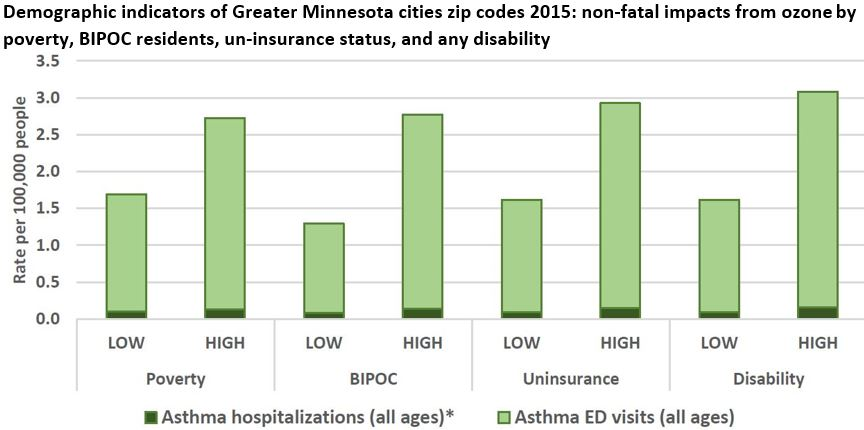 Demographic indicators of Greater Minnesota cities zip codes 2015: non-fatal impacts from ozone by
poverty, BIPOC residents, un-insurance status, and any disability
Rate per 100,000 people
3.5
3.0
2.5
2.0
1.5
1.0
0.5
0.0
LOW HIGH LOW HIGH LOW HIGH LOW HIGH
Poverty BIPOC Uninsurance Disability
Asthma hospitalizations (all ages)* Asthma ED visits (all ages)